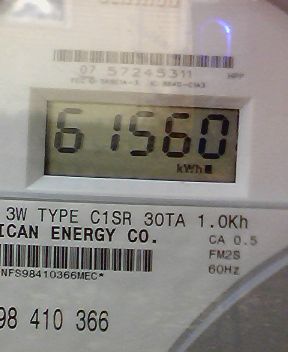 07 57245311 HPP
61560
kWh
3W TYPE C1SR 30TA 1.0Kh
ICAN ENERGY CO.
CA 0.5
FM2S
60Hz
NFS98410366MEC*
98 410 366